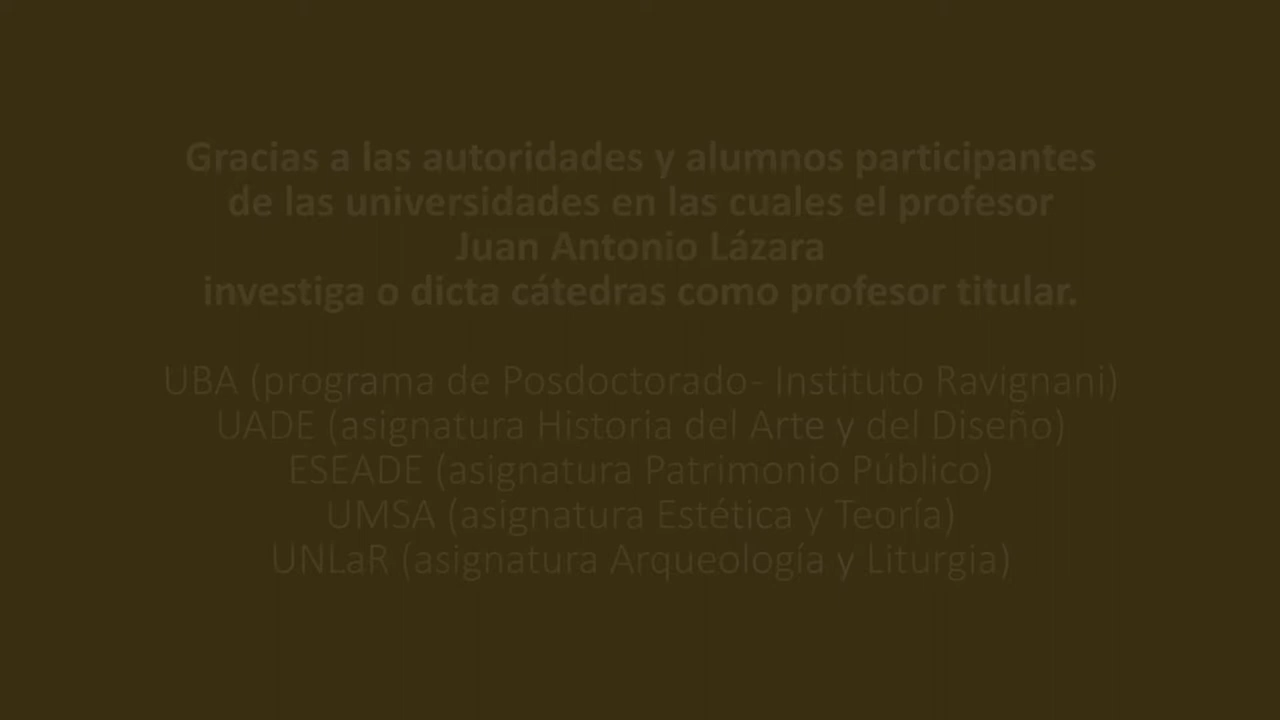 Gracias a las autoridades y alumnos participantes
de las universidades en las cuales el profesor
Juan Antonio Lázara
investiga o dicta cátedras como profesor titular.
UBA (programa de Posdoctorado- Instituto Ravignani)
UADE (asignatura Historia del Arte y del Diseño)
ESEADE (asignatura Patrimonio Público)
UMSA (asignatura Estética y Teoría)
UNLaR (asignatura Arqueología y Liturgia)